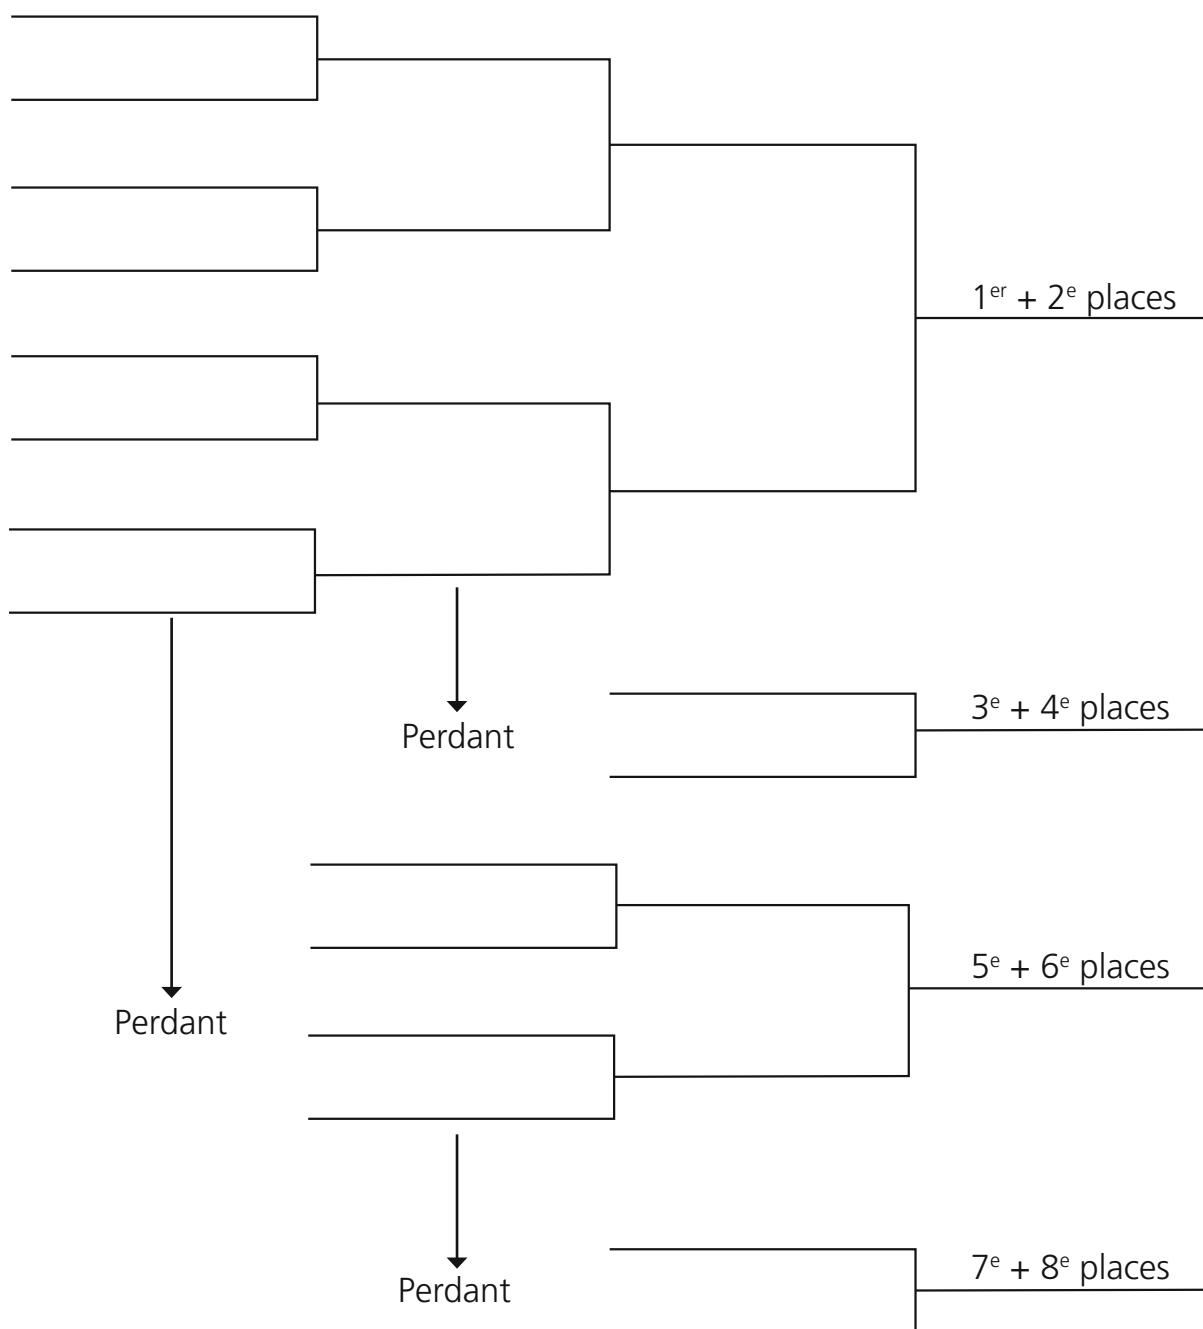 1er + 2e places
3e + 4e places
Perdant
5e + 6e places
Perdant
7e + 8e places
Perdant